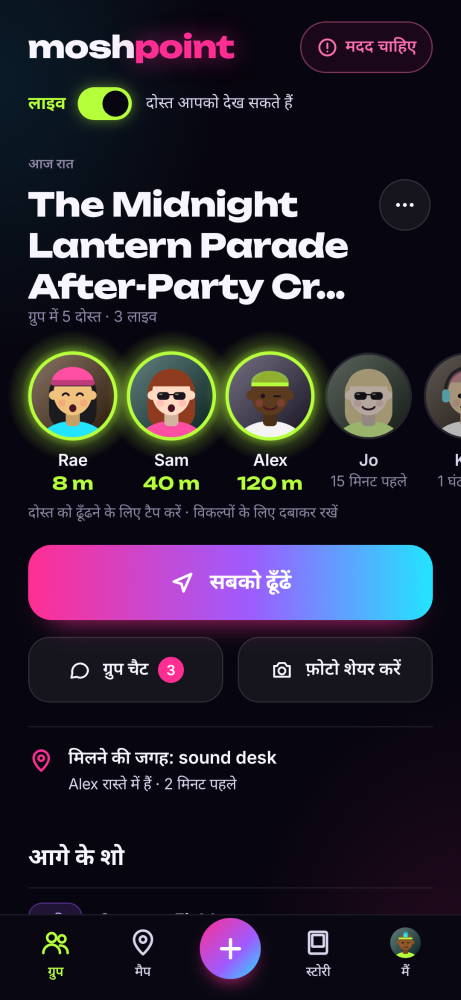 moshpoint
मदद चाहिए
लाइव
दोस्त आपको देख सकते हैं
आज रात
The Midnight
Lantern Parade
After-Party Cr...
ग्रुप में 5 दोस्त · 3 लाइव
Rae
8 m
Sam
40 m
Alex
120 m
Jo
15 मिनट पहले
दोस्त को ढूँढने के लिए टैप करें · विकल्पों के लिए दबाकर रखें
सबको ढूँढें
ग्रुप चैट 3
फ़ोटो शेयर करें
मिलने की जगह: sound desk
Alex रास्ते में हैं · 2 मिनट पहले
आगे के शो
ग्रुप
मैप
स्टोरी
मैं